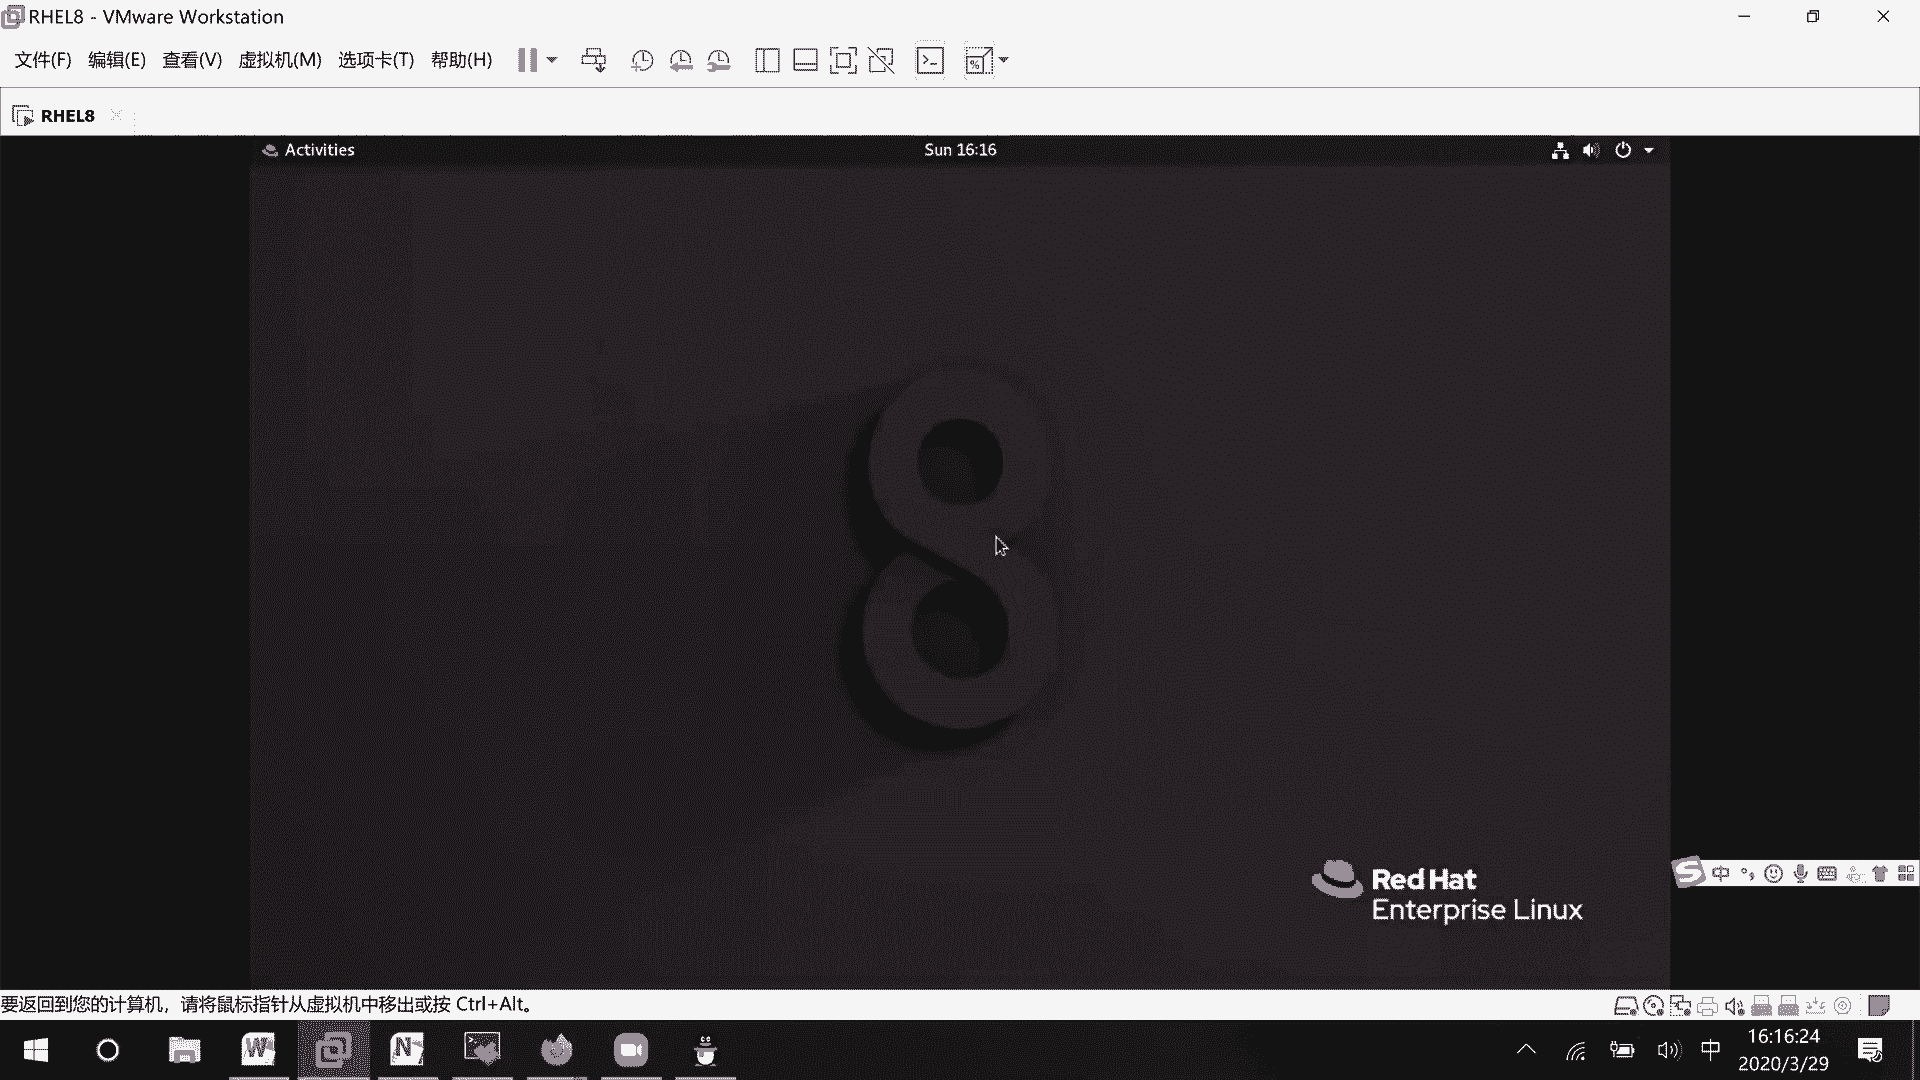 RHEL8 - VMware Workstation
文件(F) 编辑(E) 查看(V) 虚拟机(M) 选项卡(T) 帮助(H)
RHEL8
Activities Sun 16:16
8
Red Hat
Enterprise Linux
中
要返回到您的计算机，请将鼠标指针从虚拟机中移出或按 Ctrl+Alt。
中 16:16:24
2020/3/29